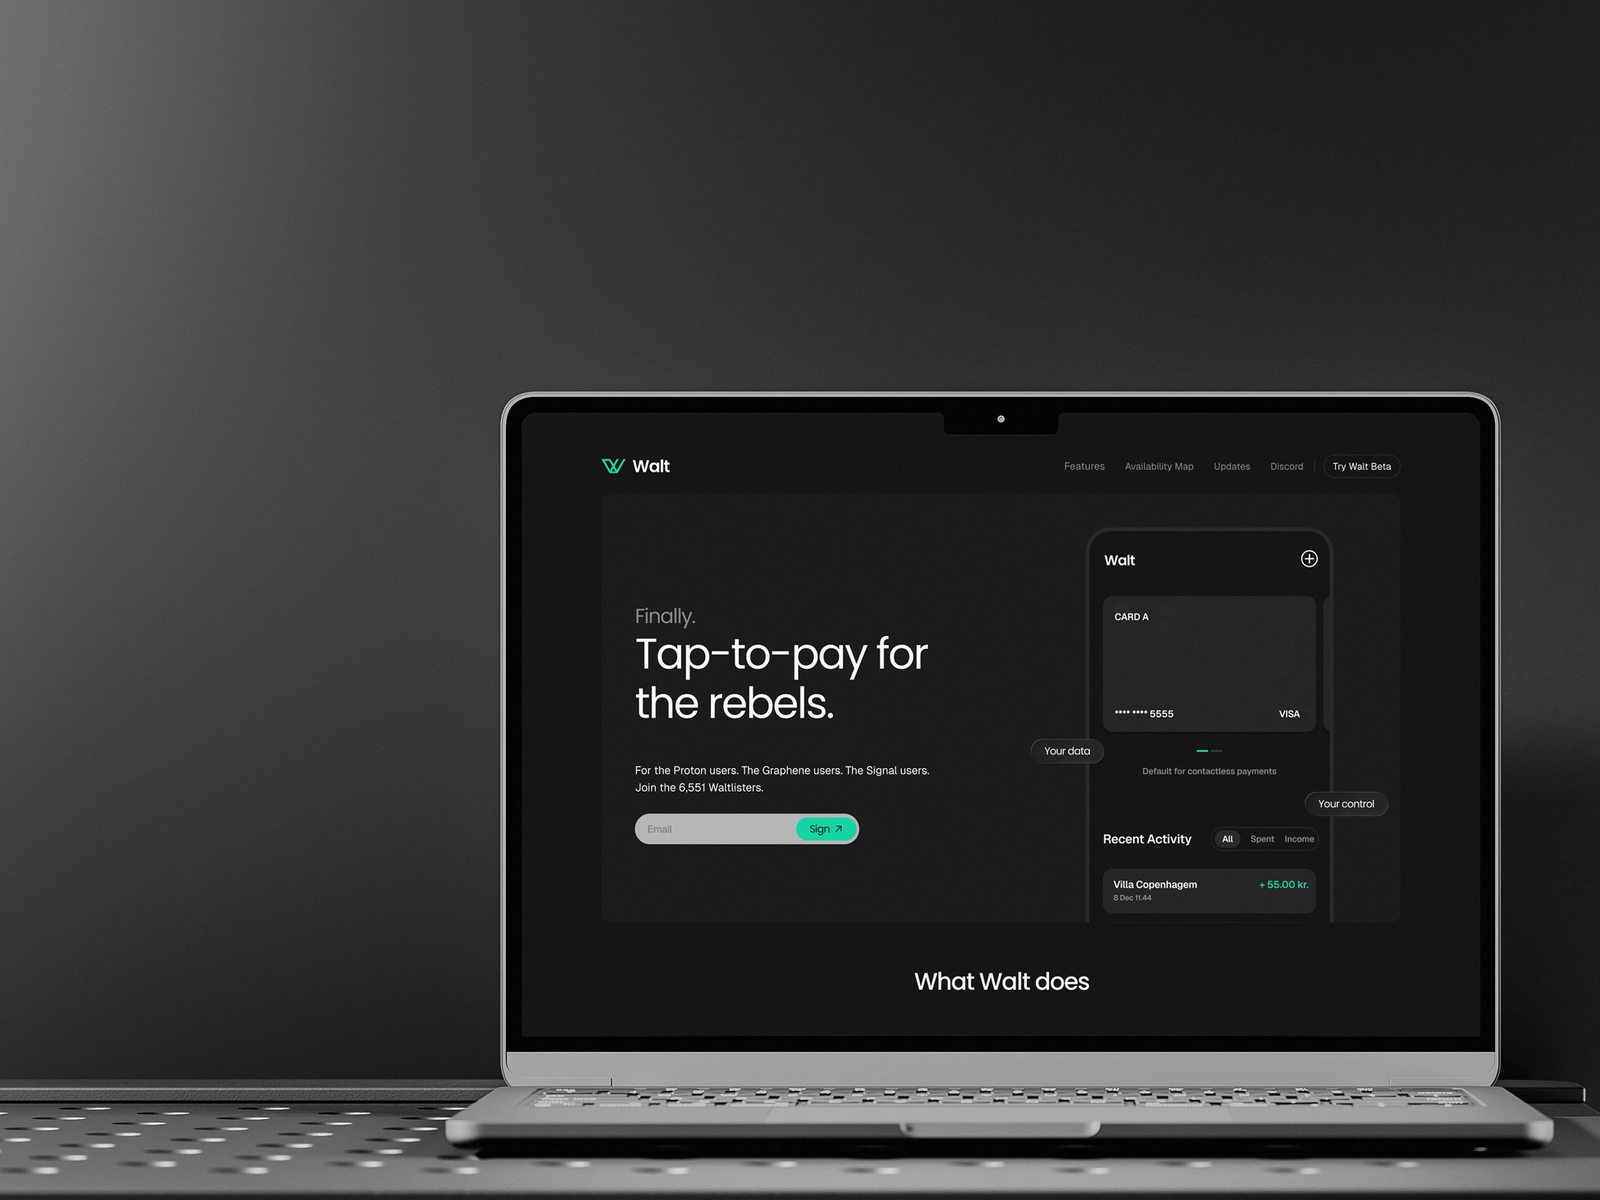 Walt
Features
Availability Map
Updates
Discord
Try Walt Beta
Finally.
Tap-to-pay for
the rebels.
For the Proton users. The Graphene users. The Signal users.
Join the 6,551 Waltlisters.
Email
Sign
Walt
CARD A
**** **** 5555
VISA
Your data
Default for contactless payments
Your control
Recent Activity
All
Spent
Income
Villa Copenhagem
+ 55.00 kr.
8 Dec 11.44
What Walt does